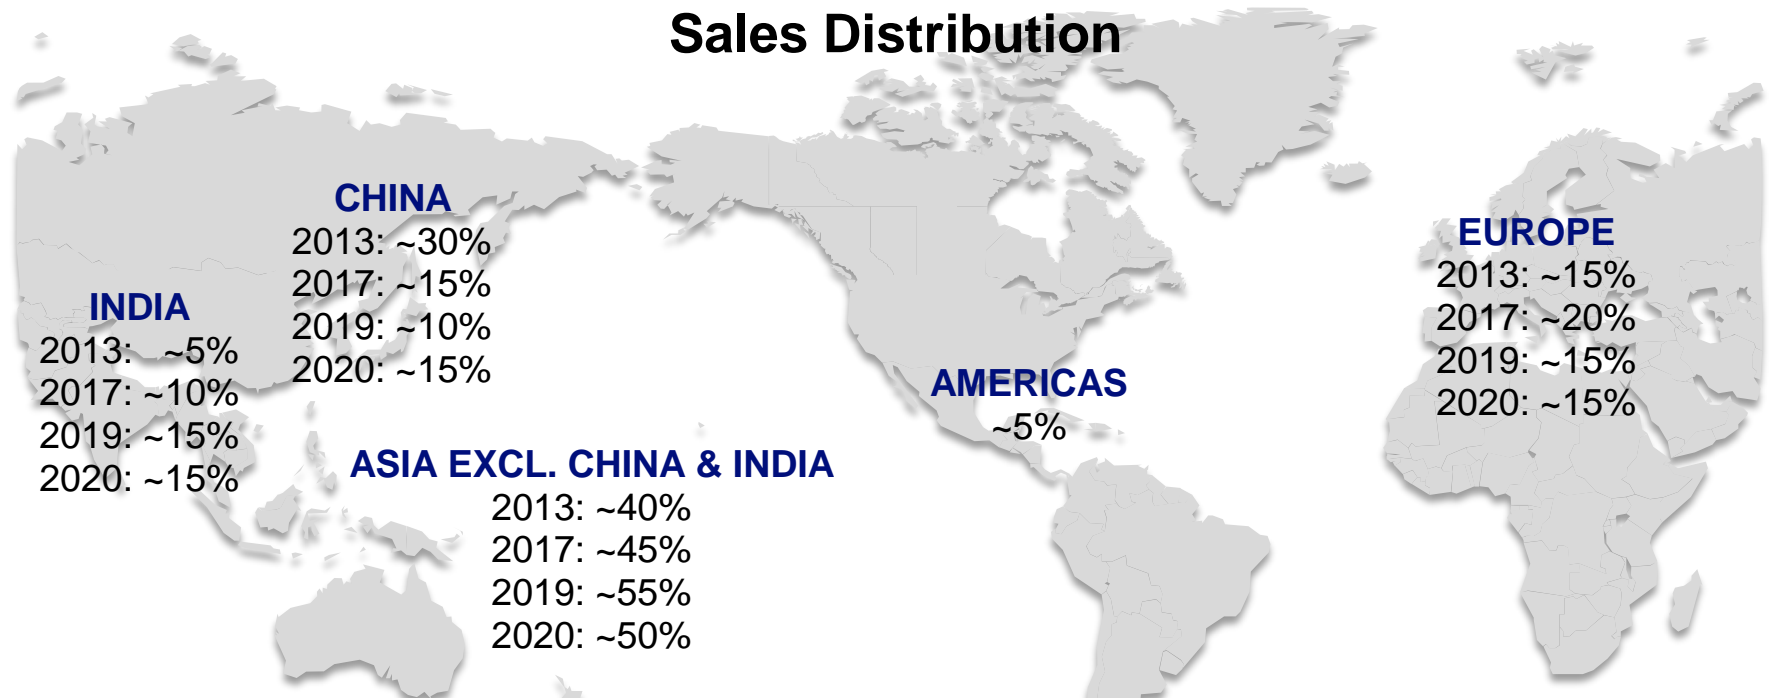 Sales Distribution
CHINA
2013: ~30%
2017: ~15%
2019: ~10%
2020: ~15%
INDIA
2013: ~5%
2017: ~10%
2019: ~15%
2020: ~15%
ASIA EXCL. CHINA & INDIA
2013: ~40%
2017: ~45%
2019: ~55%
2020: ~50%
AMERICAS
~5%
EUROPE
2013: ~15%
2017: ~20%
2019: ~15%
2020: ~15%